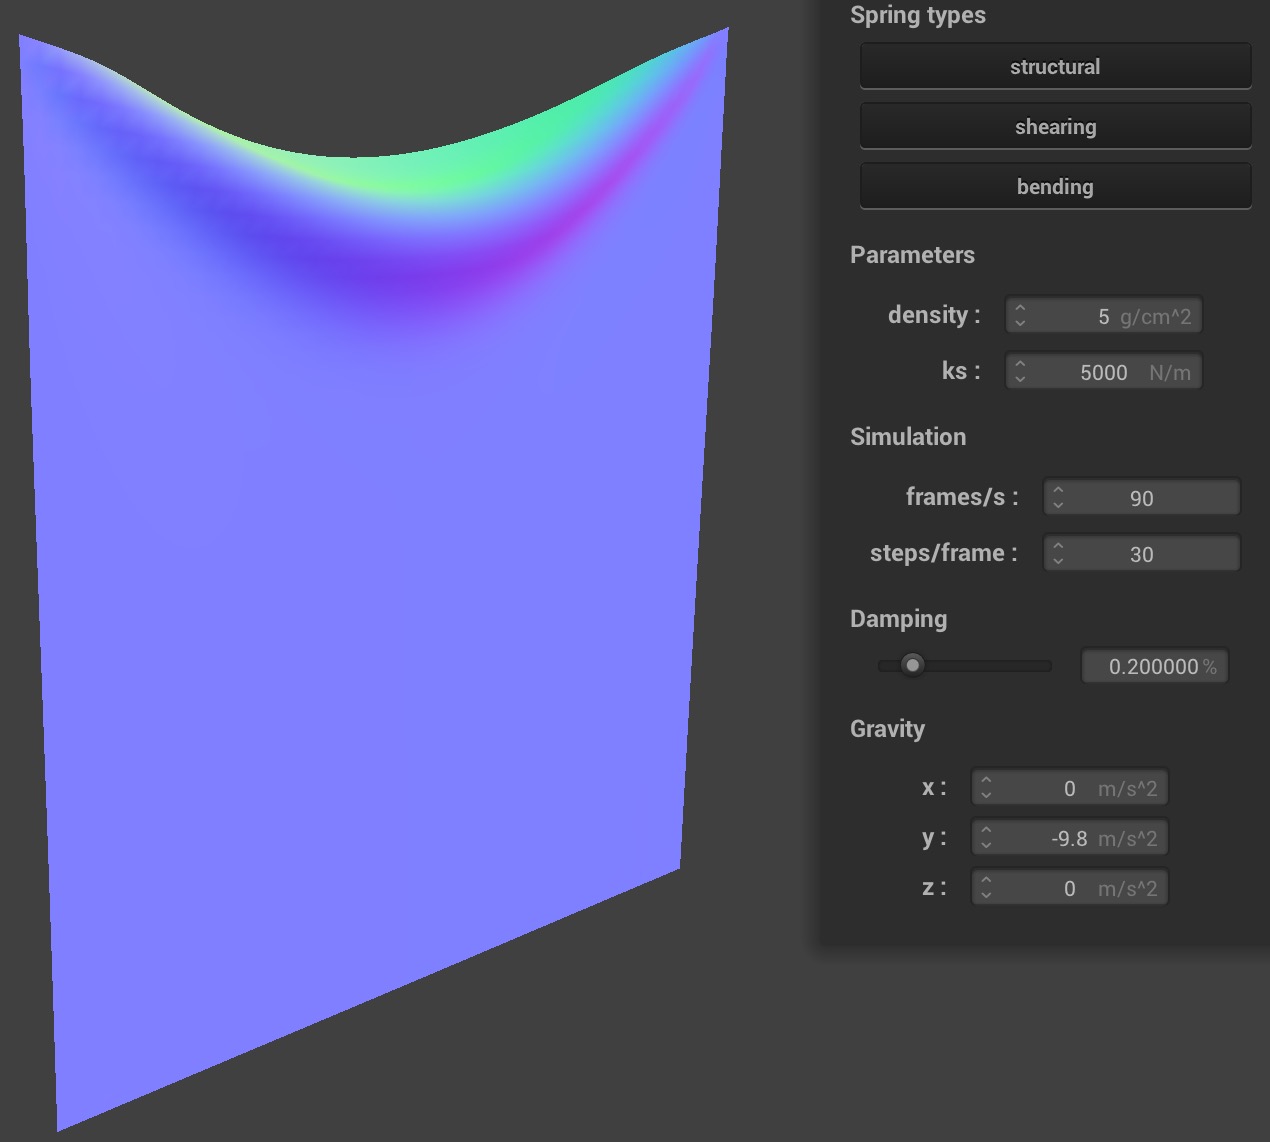 Spring types
structural
shearing
bending
Parameters
density : 5 g/cm^2
ks : 5000 N/m
Simulation
frames/s : 90
steps/frame : 30
Damping
0.200000 %
Gravity
x : 0 m/s^2
y : -9.8 m/s^2
z : 0 m/s^2